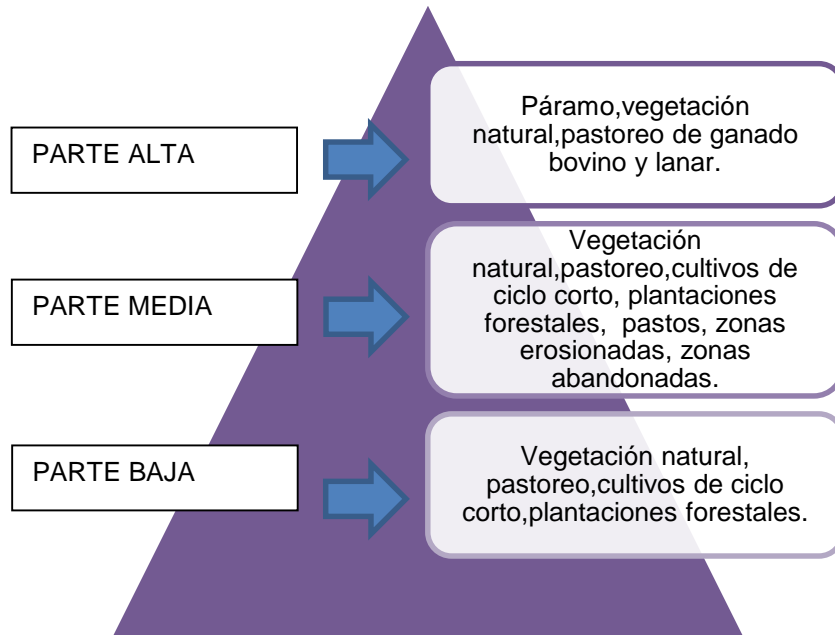 PARTE ALTA
Páramo,vegetación
natural,pastoreo de ganado
bovino y lanar.
PARTE MEDIA
Vegetación
natural,pastoreo,cultivos de
ciclo corto, plantaciones
forestales, pastos, zonas
erosionadas, zonas
abandonadas.
PARTE BAJA
Vegetación natural,
pastoreo,cultivos de ciclo
corto,plantaciones forestales.